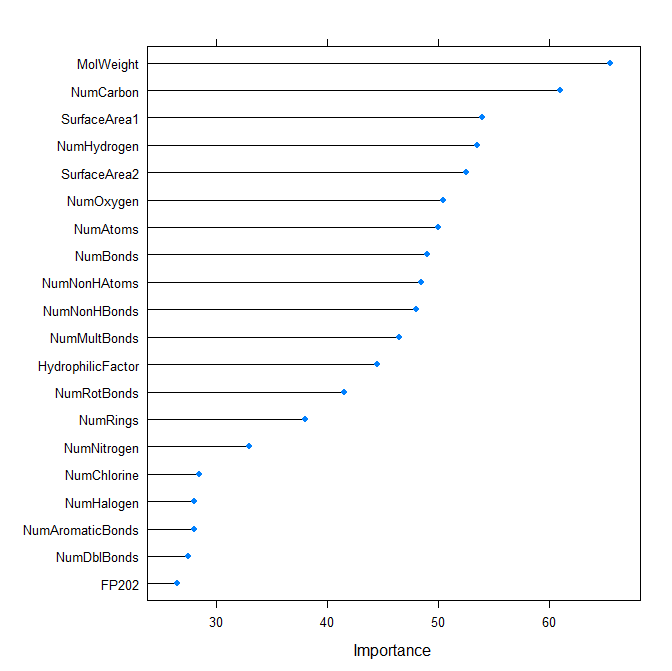 MolWeight
NumCarbon
SurfaceArea1
NumHydrogen
SurfaceArea2
NumOxygen
NumAtoms
NumBonds
NumNonHAtoms
NumNonHBonds
NumMultBonds
HydrophilicFactor
NumRotBonds
NumRings
NumNitrogen
NumChlorine
NumHalogen
NumAromaticBonds
NumDblBonds
FP202
30 40 50 60
Importance